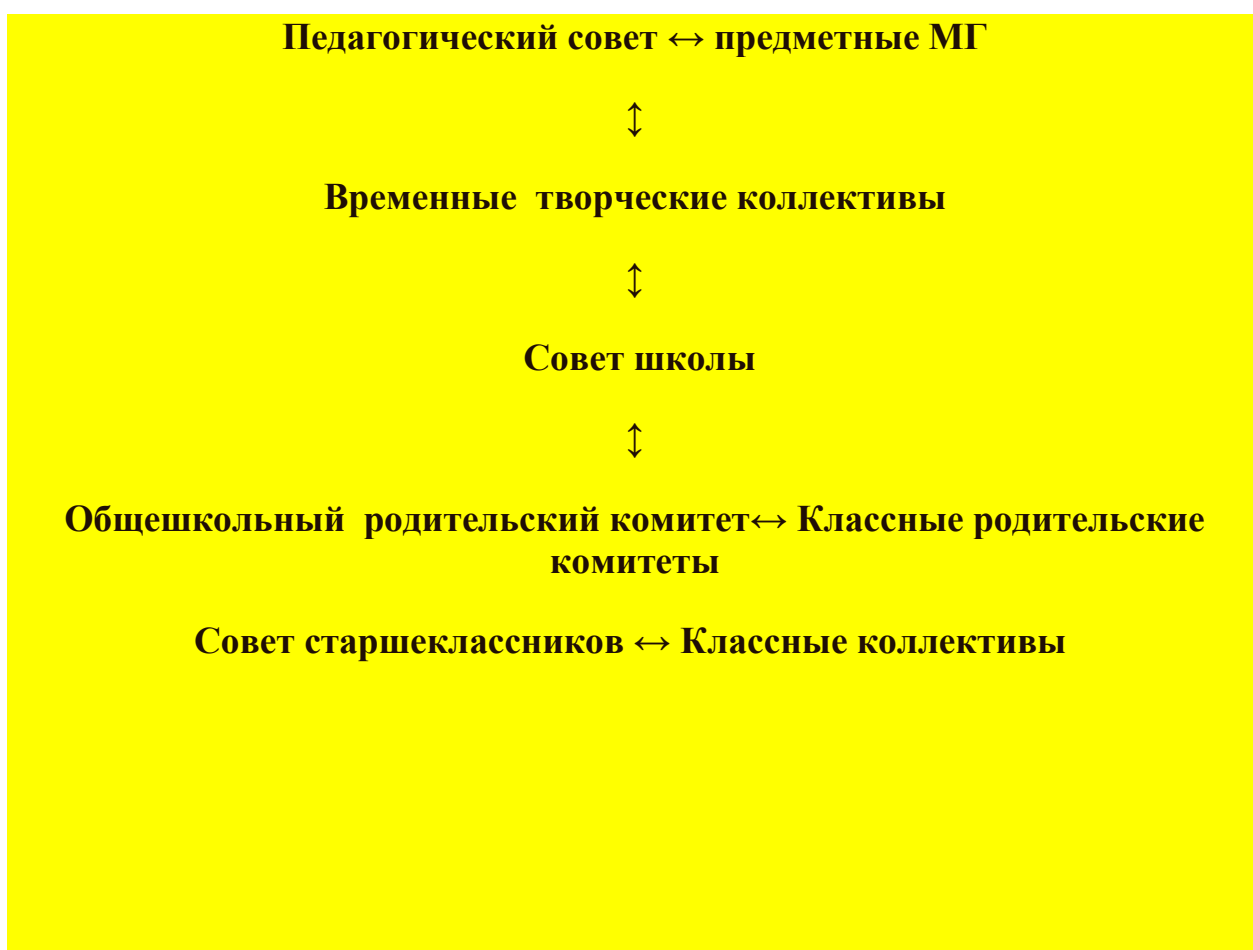 Педагогический совет ↔ предметные МГ
↕
Временные  творческие коллективы
↕
Совет школы
↕
Общешкольный  родительский комитет↔ Классные родительские
комитеты
Совет старшеклассников ↔ Классные коллективы